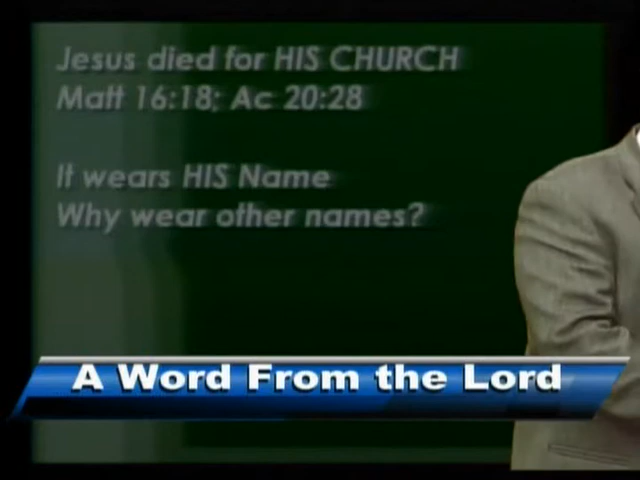 Jesus died for HIS CHURCH
Matt 16:18; Ac 20:28
It wears HIS Name
Why wear other names?
A Word From the Lord